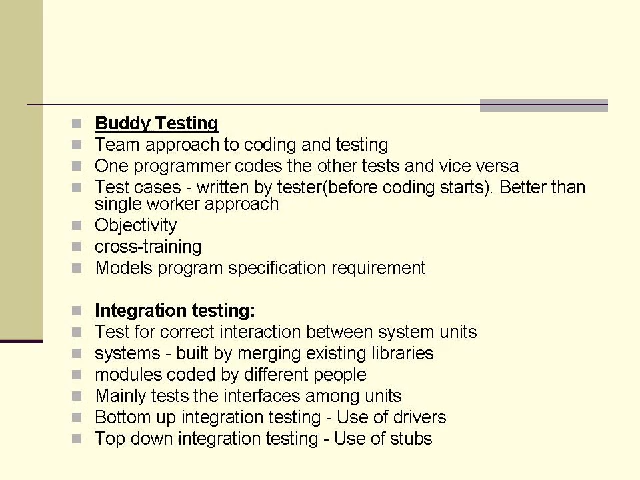 Buddy Testing
Team approach to coding and testing
One programmer codes the other tests and vice versa
Test cases - written by tester(before coding starts). Better than
single worker approach
Objectivity
cross-training
Models program specification requirement
Integration testing:
Test for correct interaction between system units
systems - built by merging existing libraries
modules coded by different people
Mainly tests the interfaces among units
Bottom up integration testing - Use of drivers
Top down integration testing - Use of stubs